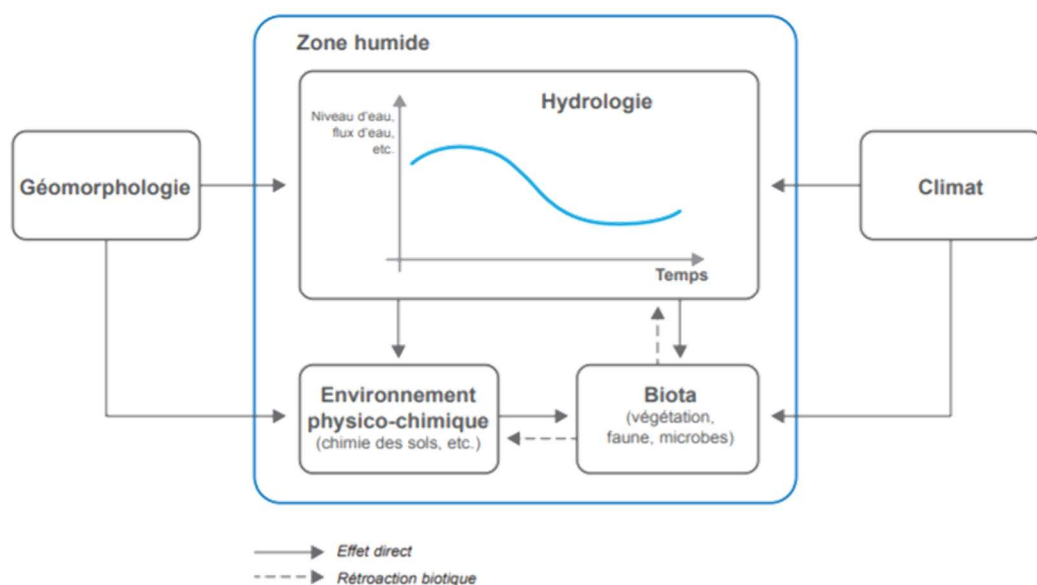 Zone humide
Hydrologie
Niveau d'eau,
flux d'eau,
etc.
Temps
Géomorphologie
Climat
Environnement
physico-chimique
(chimie des sols, etc.)
Biota
(végétation,
faune, microbes)
Effet direct
Rétroaction biotique